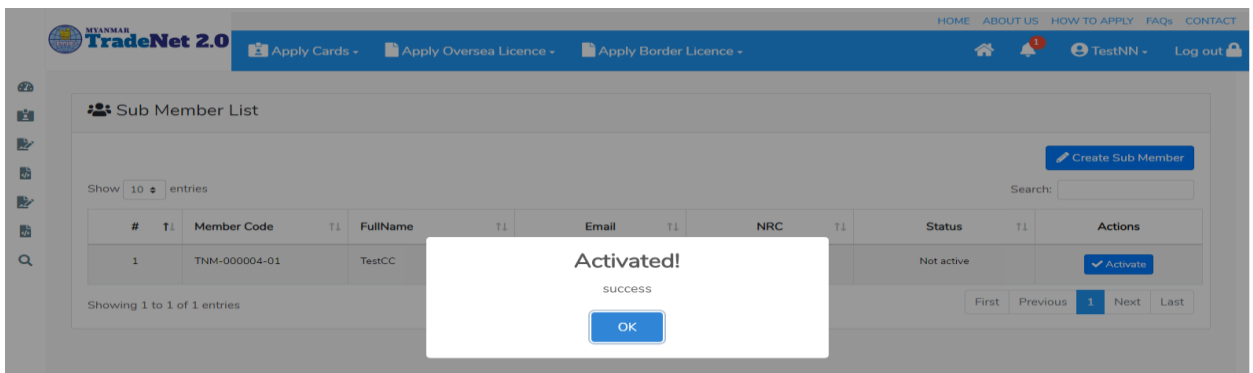 HOME ABOUT US HOW TO APPLY FAQs CONTACT
MYANMAR
TradeNet 2.0
Apply Cards Apply Oversea Licence Apply Border Licence 1 TestNN Log out
Sub Member List
Create Sub Member
Show 10 entries Search:
# Member Code FullName Email NRC Status Actions
1 TNM-000004-01 TestCC Not active Activate
Activated!
success
OK
Showing 1 to 1 of 1 entries First Previous 1 Next Last